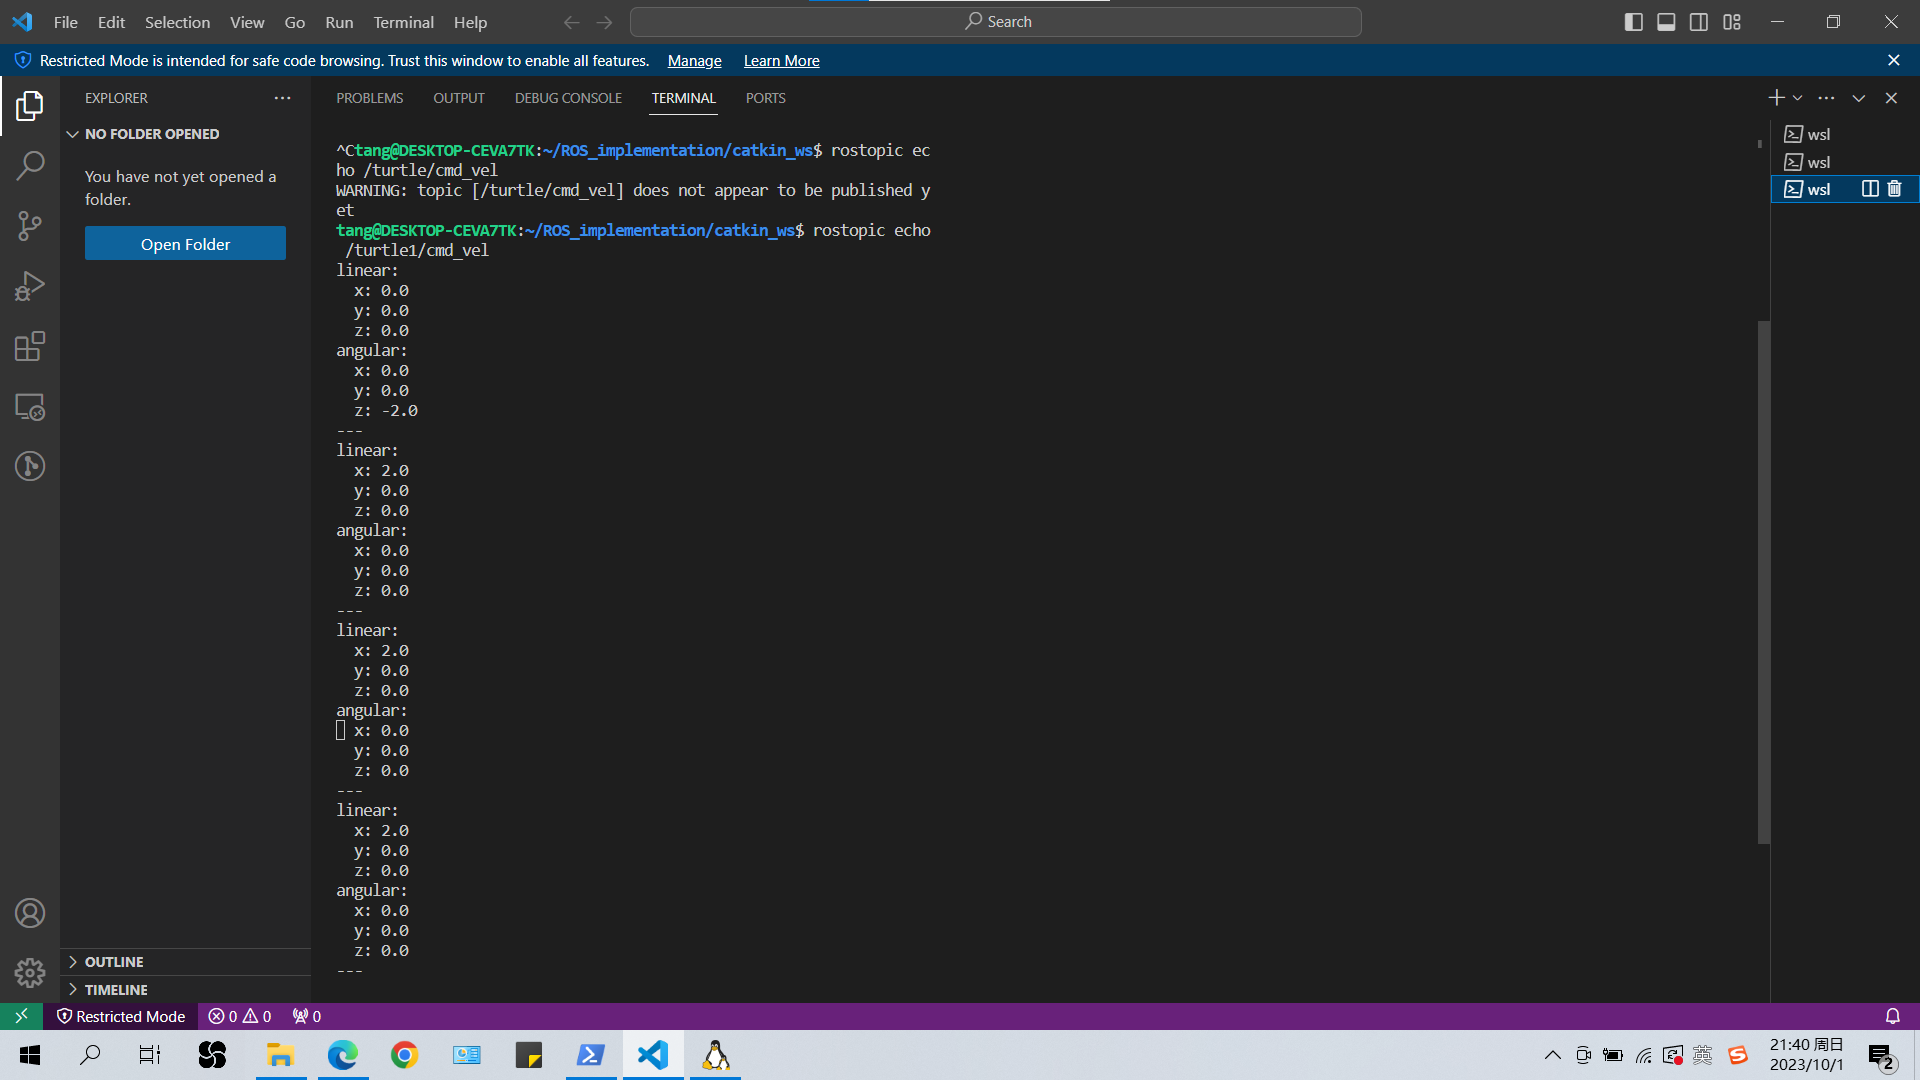 File Edit Selection View Go Run Terminal Help
Search
Restricted Mode is intended for safe code browsing. Trust this window to enable all features. Manage Learn More
EXPLORER
NO FOLDER OPENED
You have not yet opened a
folder.
Open Folder
OUTLINE
TIMELINE
PROBLEMS OUTPUT DEBUG CONSOLE TERMINAL PORTS
^Ctang@DESKTOP-CEVA7TK:~/ROS_implementation/catkin_ws$ rostopic ec
ho /turtle/cmd_vel
WARNING: topic [/turtle/cmd_vel] does not appear to be published y
et
tang@DESKTOP-CEVA7TK:~/ROS_implementation/catkin_ws$ rostopic echo
 /turtle1/cmd_vel
linear:
  x: 0.0
  y: 0.0
  z: 0.0
angular:
  x: 0.0
  y: 0.0
  z: -2.0
---
linear:
  x: 2.0
  y: 0.0
  z: 0.0
angular:
  x: 0.0
  y: 0.0
  z: 0.0
---
linear:
  x: 2.0
  y: 0.0
  z: 0.0
angular:
  x: 0.0
  y: 0.0
  z: 0.0
---
linear:
  x: 2.0
  y: 0.0
  z: 0.0
angular:
  x: 0.0
  y: 0.0
  z: 0.0
---
wsl
wsl
wsl
Restricted Mode 0 0 0
英
21:40 周日
2023/10/1
2